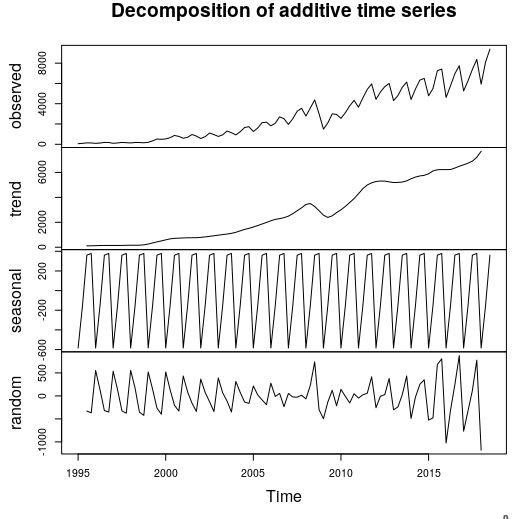 Decomposition of additive time series
observed
0 4000 8000
trend
0 2000 6000
seasonal
-600 -200 200
random
-1000 0 500
1995 2000 2005 2010 2015
Time